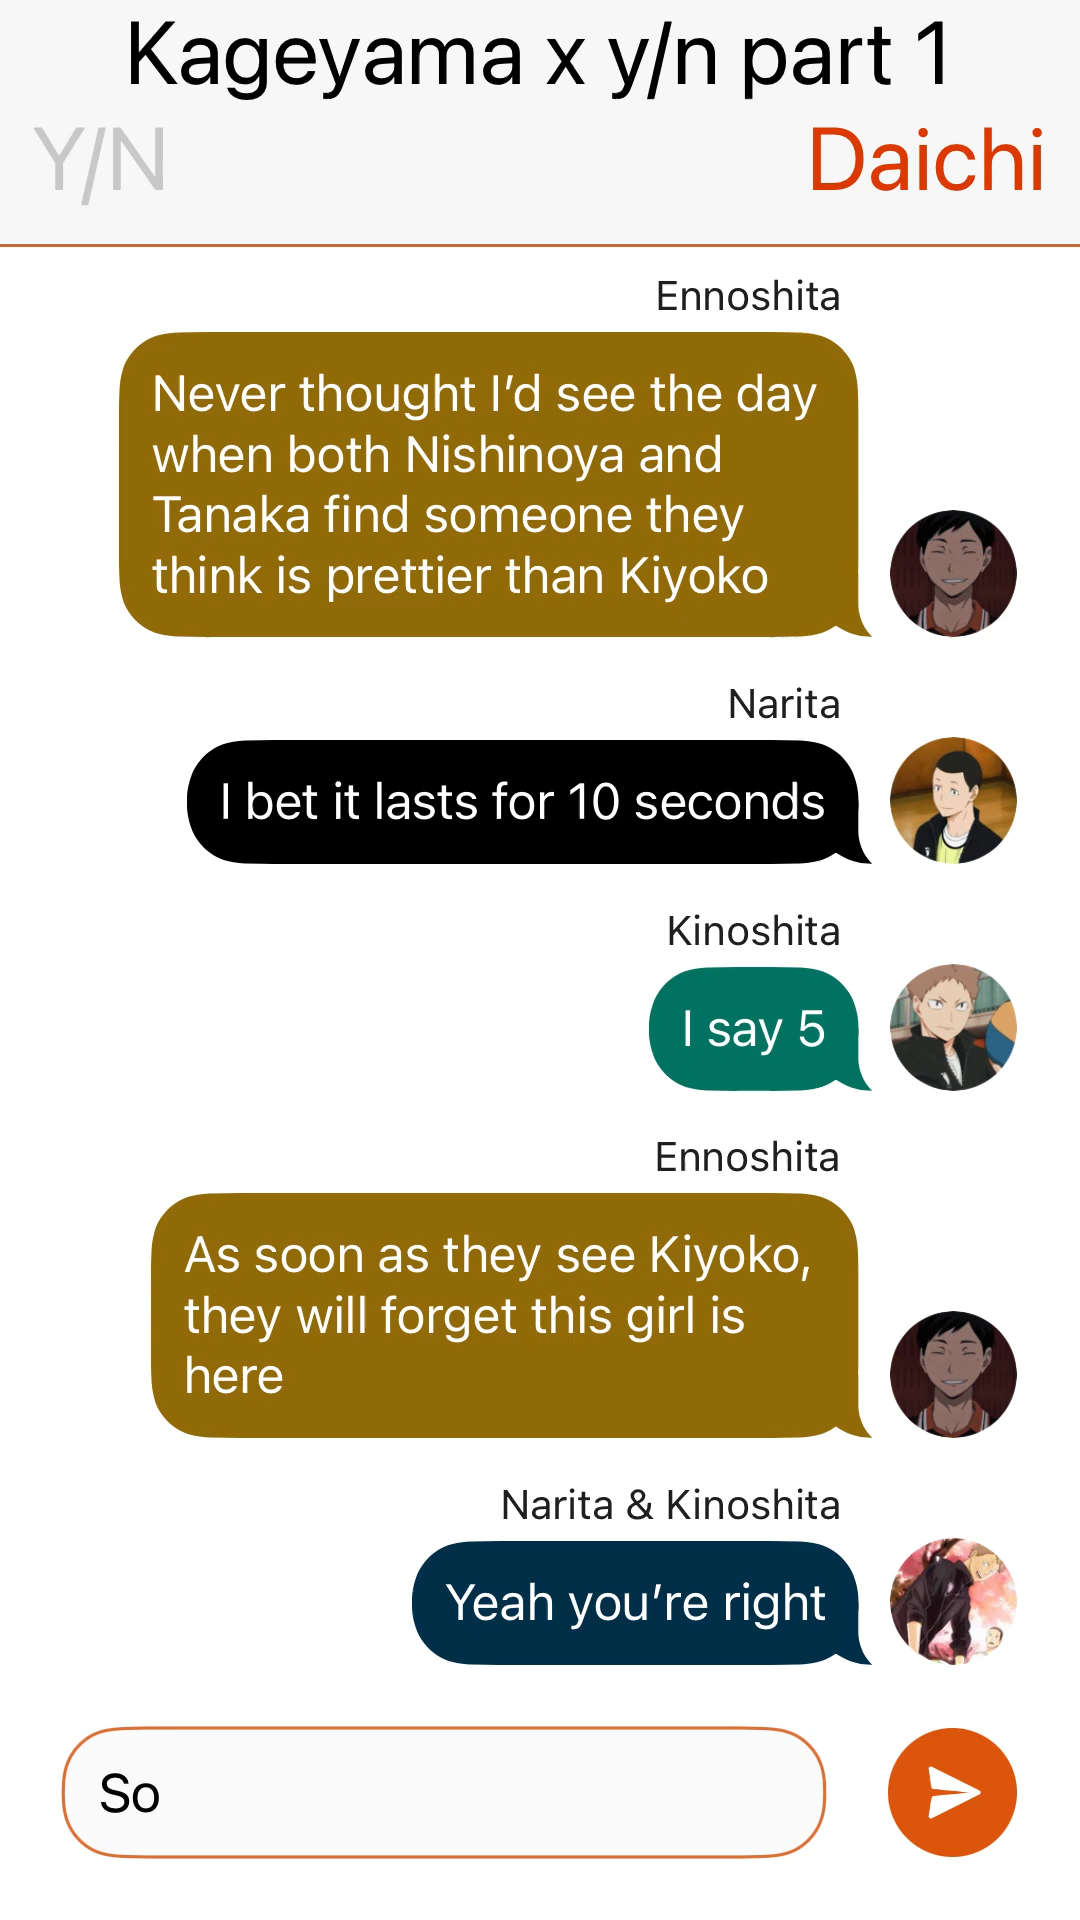 Kageyama x y/n part 1
Y/N
Daichi
Ennoshita
Never thought I’d see the day
when both Nishinoya and
Tanaka find someone they
think is prettier than Kiyoko
Narita
I bet it lasts for 10 seconds
Kinoshita
I say 5
Ennoshita
As soon as they see Kiyoko,
they will forget this girl is
here
Narita & Kinoshita
Yeah you’re right
So